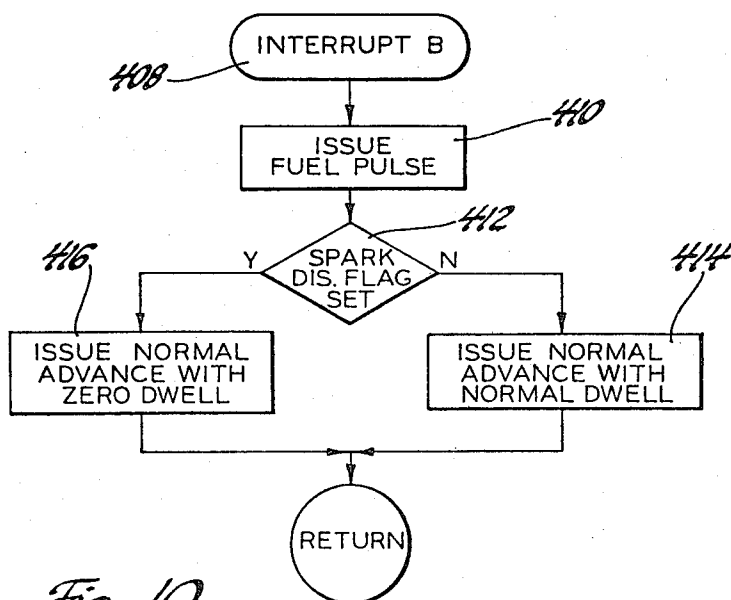 INTERRUPT B
408
410
ISSUE
FUEL PULSE
412
416
Y
SPARK
DIS. FLAG
SET
N
414
ISSUE NORMAL
ADVANCE WITH
ZERO DWELL
ISSUE NORMAL
ADVANCE WITH
NORMAL DWELL
RETURN
Fig. 10